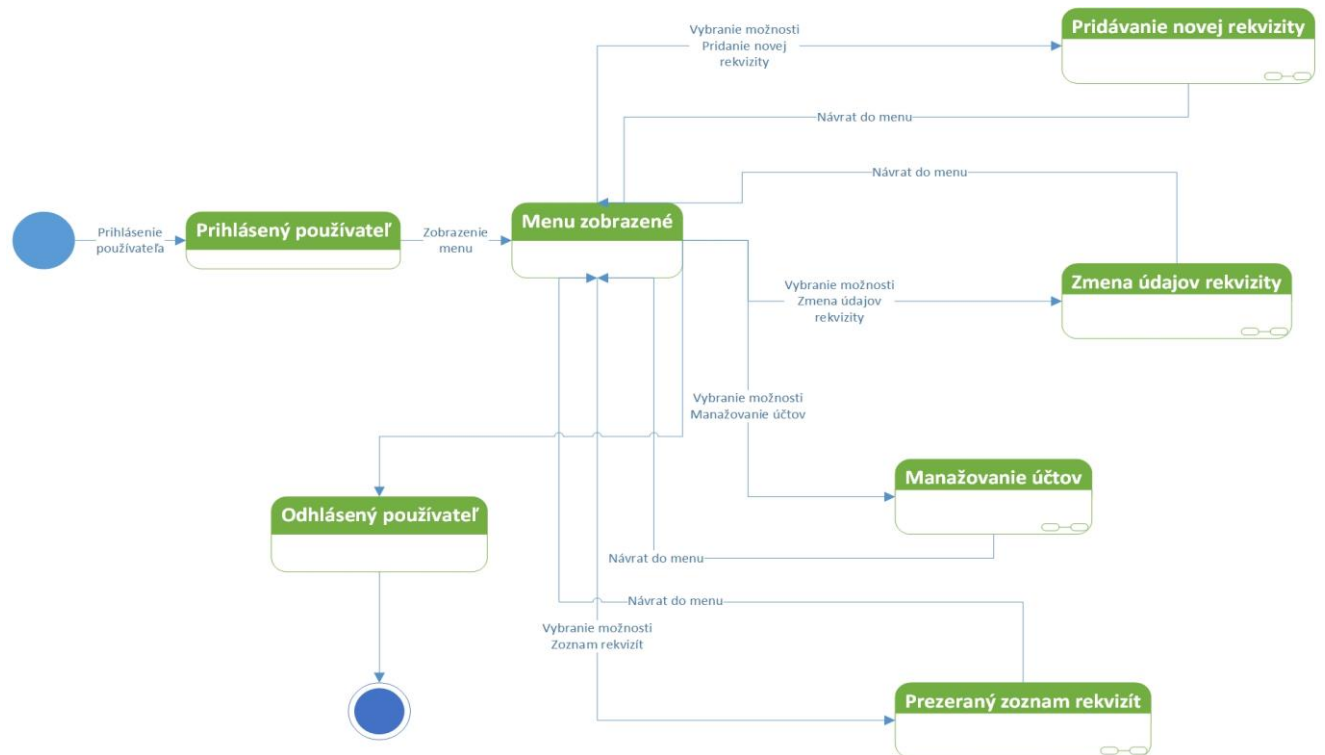 Pridávanie novej rekvizity
Vybranie možnosti
Pridanie novej
rekvizity
Návrat do menu
Návrat do menu
Prihlásenie
používateľa
Prihlásený používateľ
Zobrazenie
menu
Menu zobrazené
Vybranie možnosti
Zmena údajov
rekvizity
Zmena údajov rekvizity
Vybranie možnosti
Manažovanie účtov
Manažovanie účtov
Odhlásený používateľ
Návrat do menu
Návrat do menu
Vybranie možnosti
Zoznam rekvizít
Prezeraný zoznam rekvizít